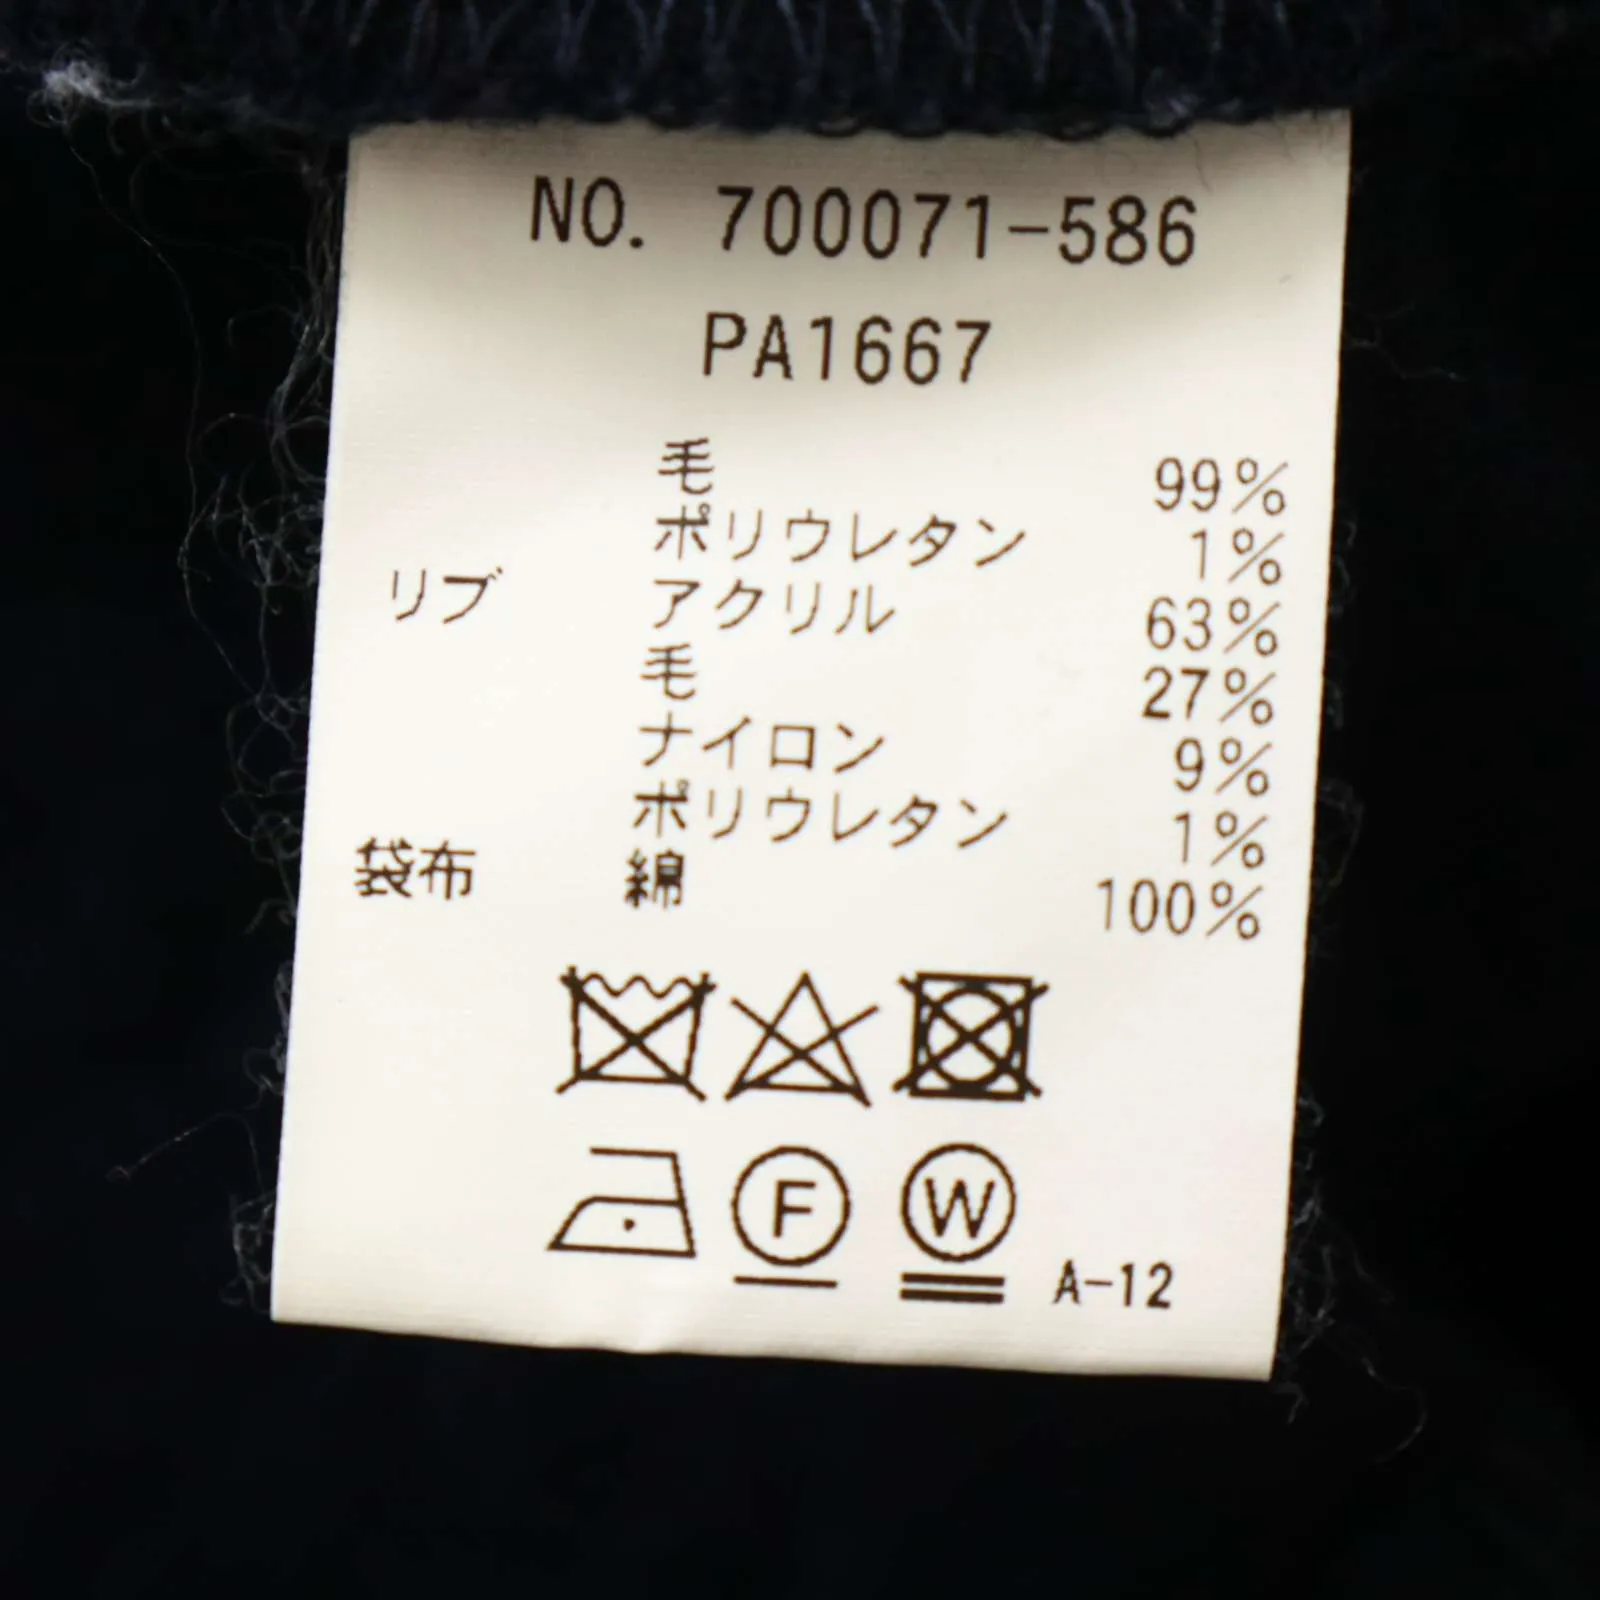 NO. 700071-586
PA1667
毛 99%
ポリウレタン 1%
リブ アクリル 63%
毛 27%
ナイロン 9%
ポリウレタン 1%
袋布 綿 100%
F W A-12